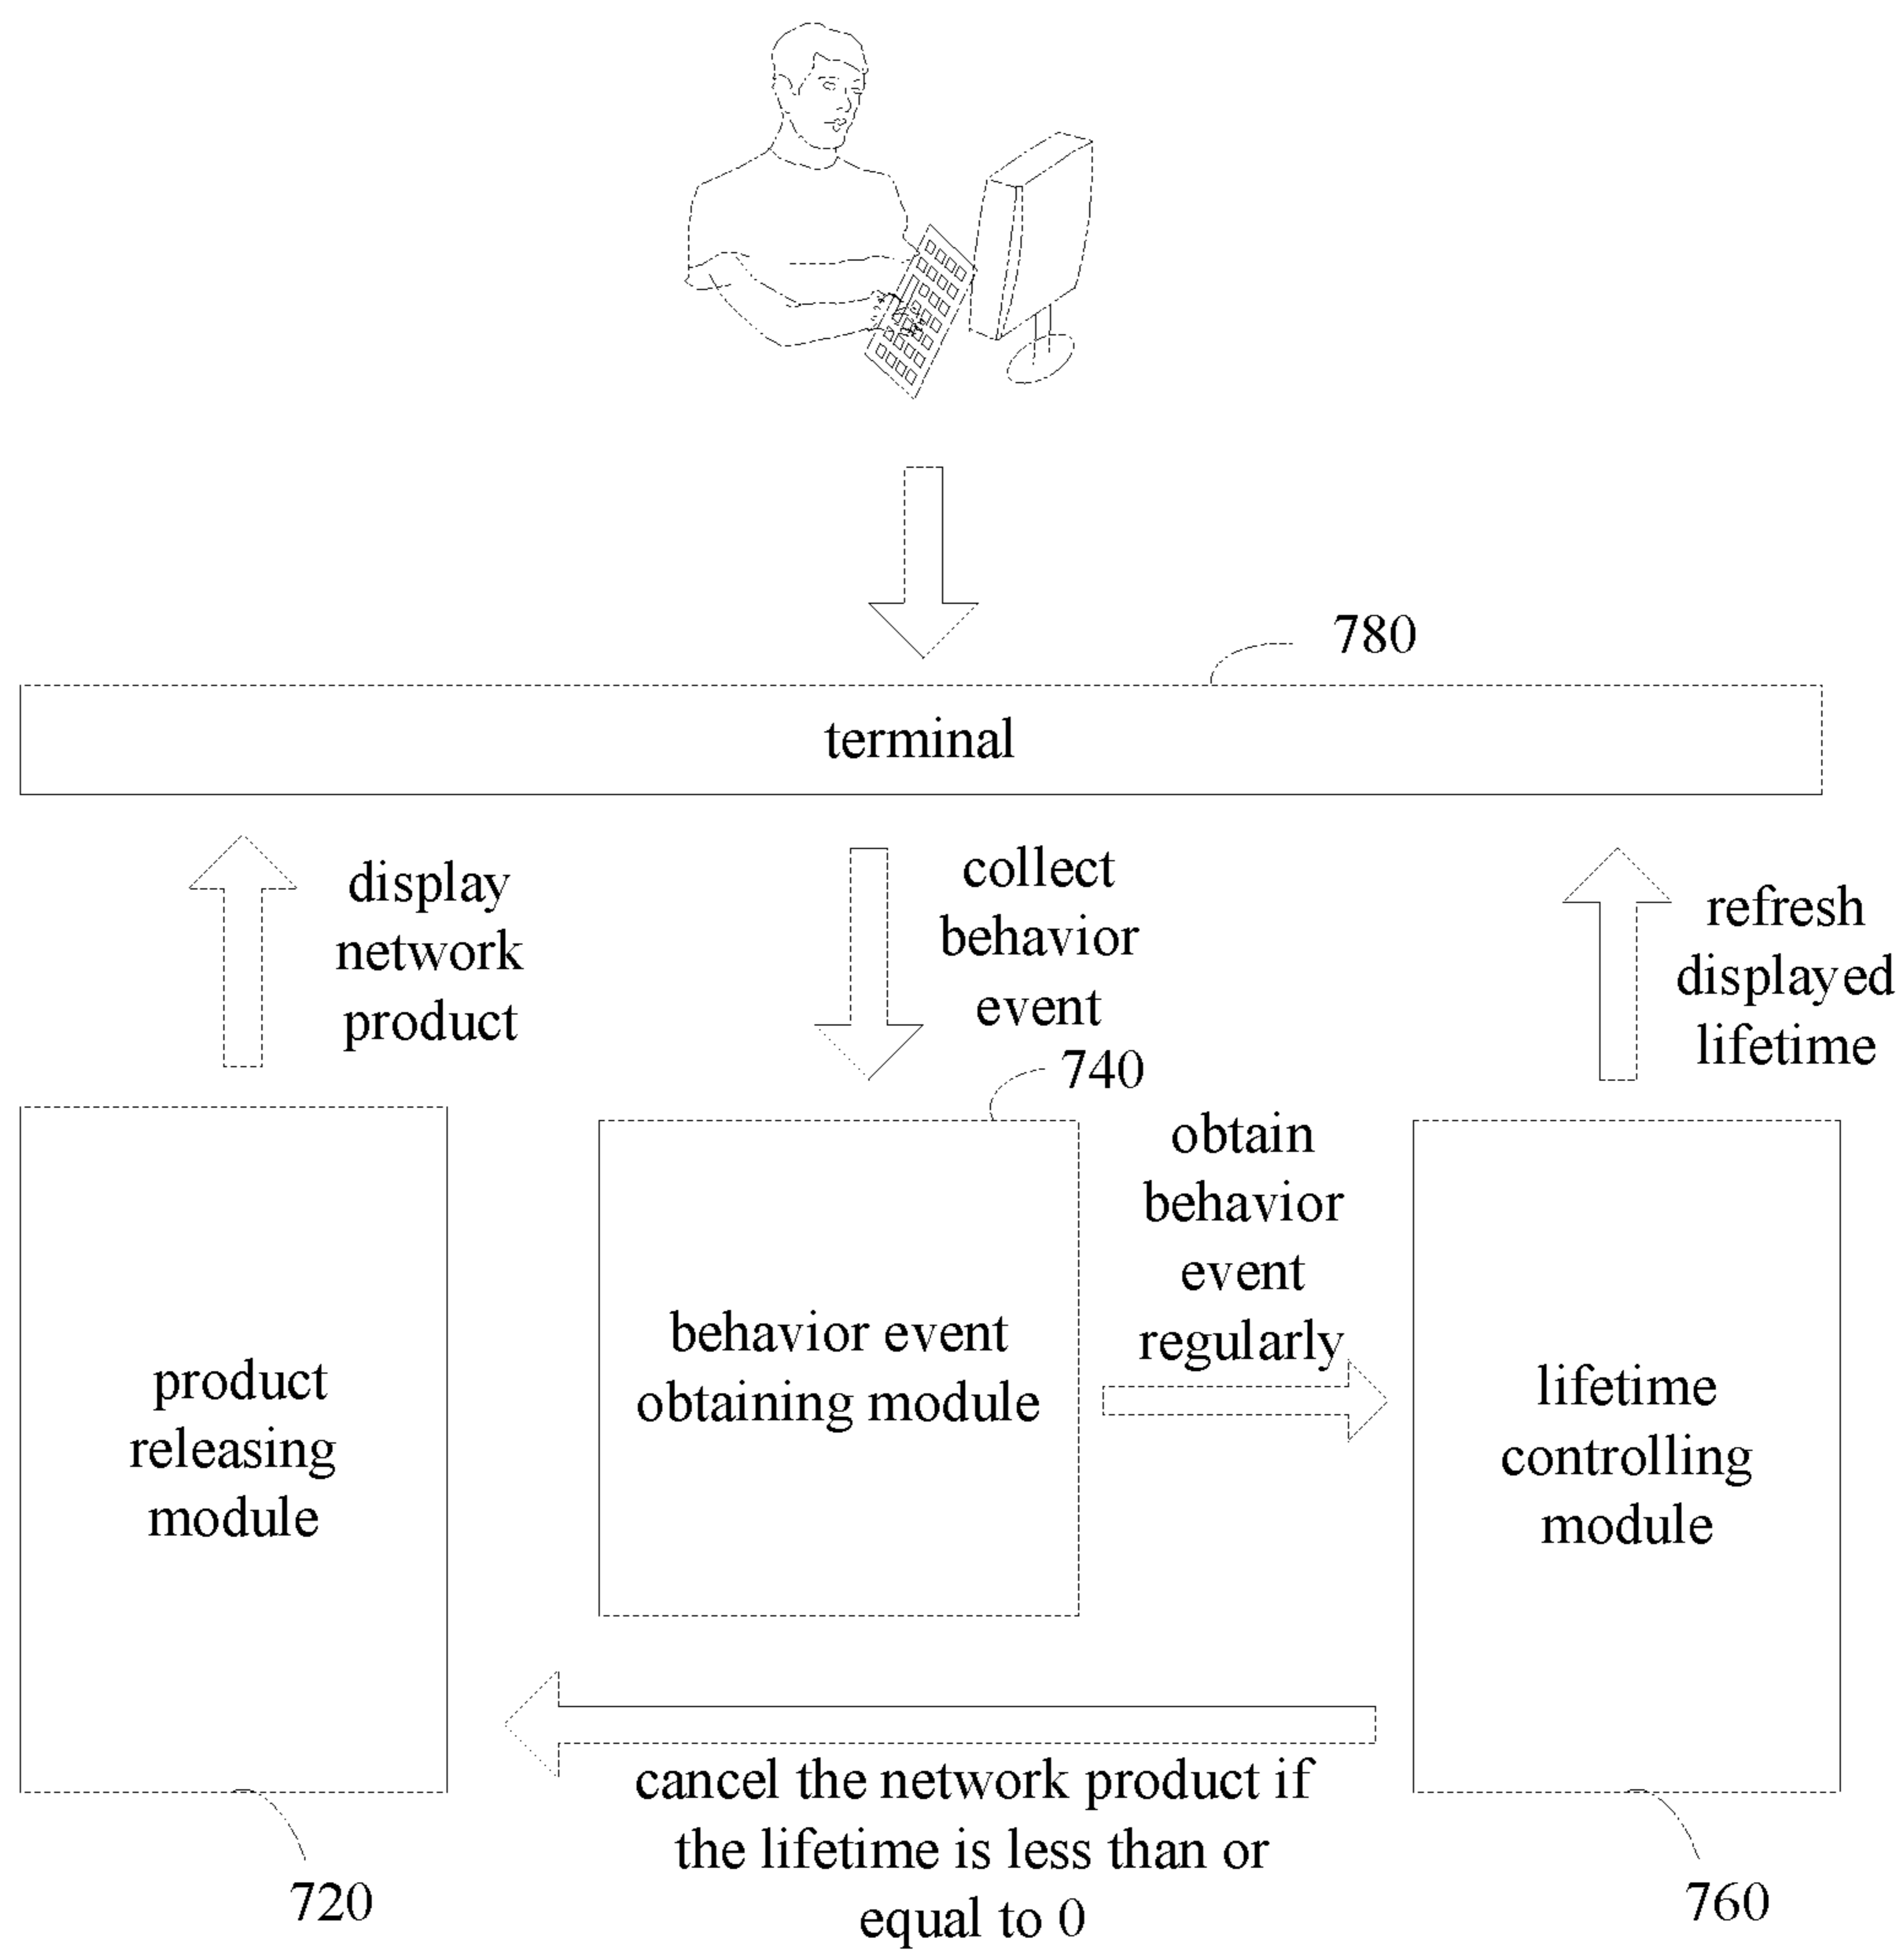 780
terminal
display
network
product
collect
behavior
event
refresh
displayed
lifetime
740
obtain
behavior
event
regularly
product
releasing
module
behavior event
obtaining module
lifetime
controlling
module
cancel the network product if
the lifetime is less than or
equal to 0
720
760